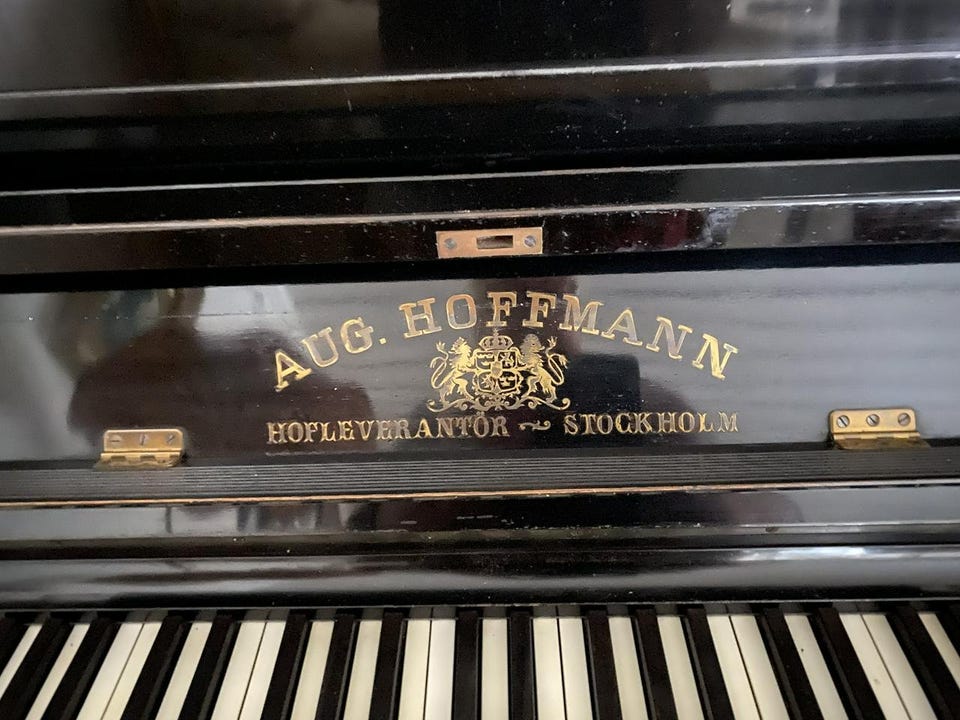 AUG. HOFFMANN
HOFLEVERANTÖR ~ STOCKHOLM